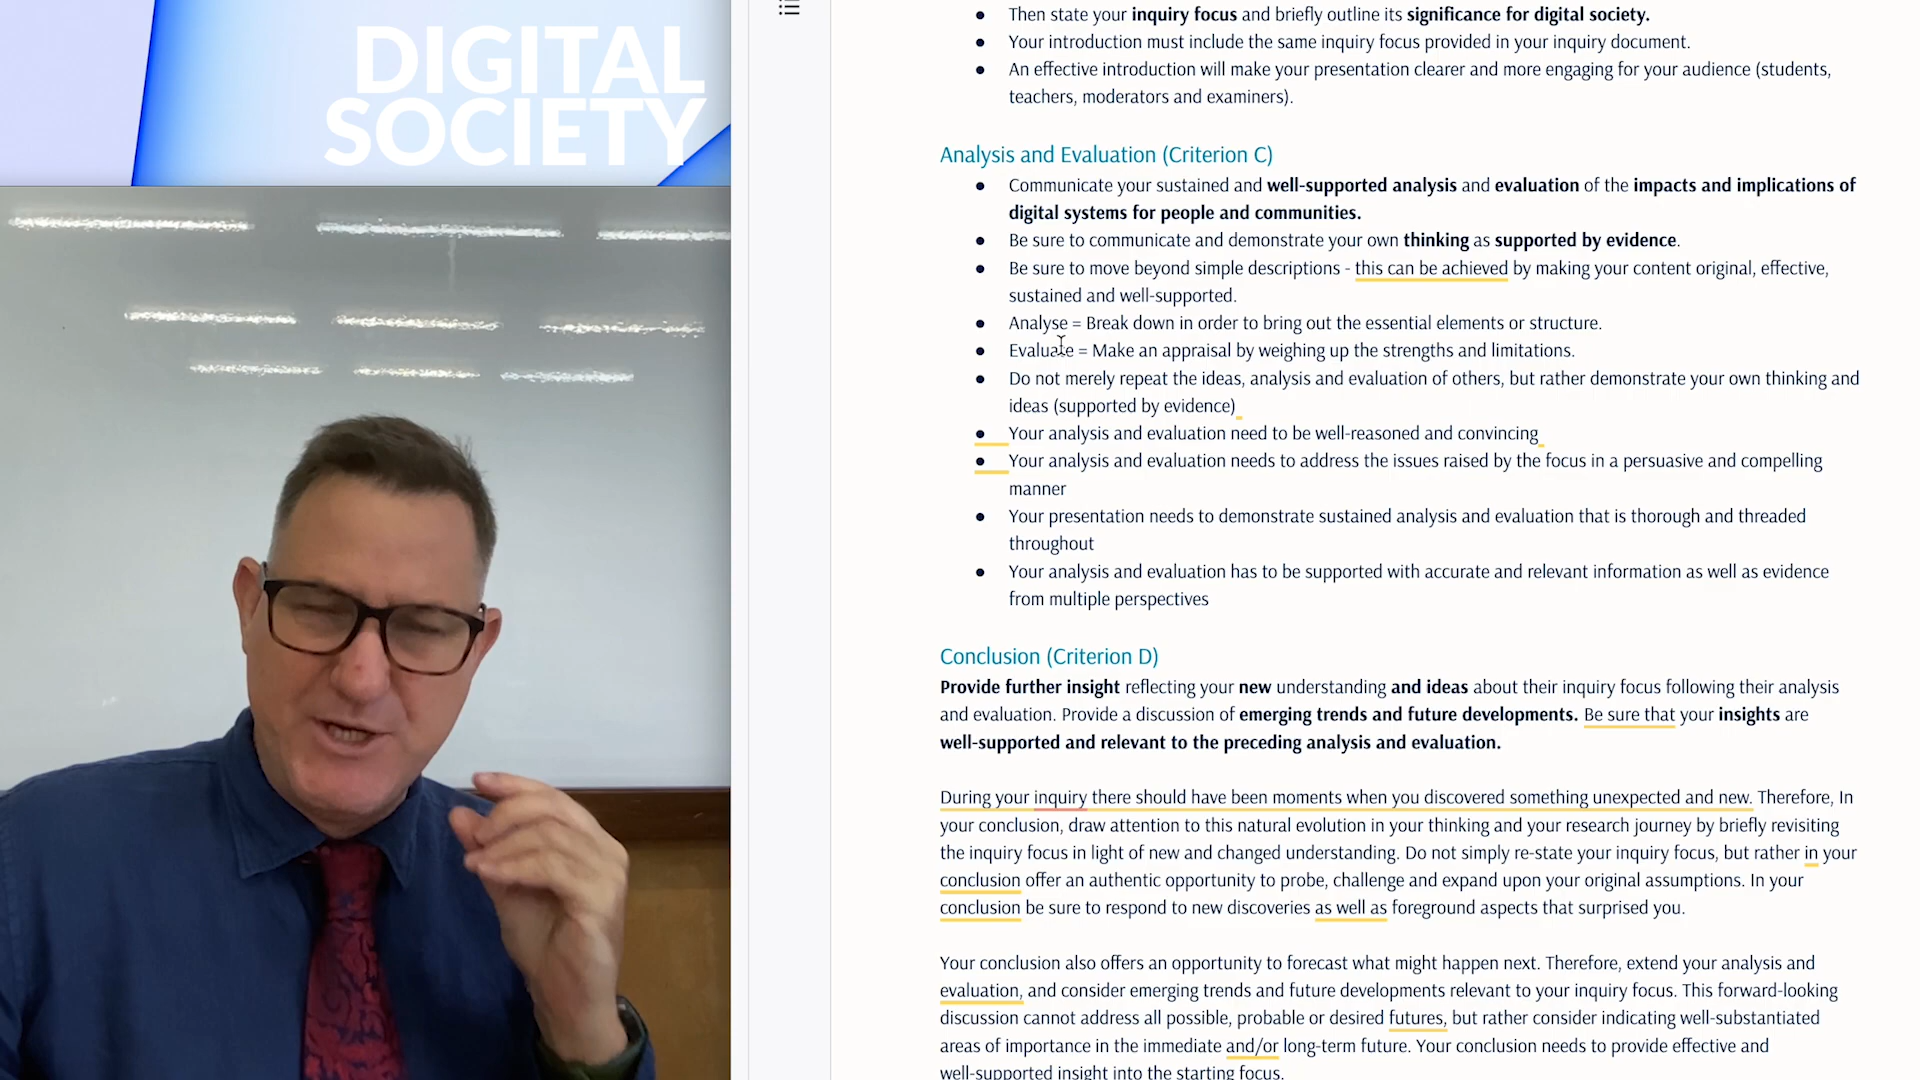 DIGITAL
SOCIETY
Then state your inquiry focus and briefly outline its significance for digital society.
Your introduction must include the same inquiry focus provided in your inquiry document.
An effective introduction will make your presentation clearer and more engaging for your audience (students,
teachers, moderators and examiners).
Analysis and Evaluation (Criterion C)
Communicate your sustained and well-supported analysis and evaluation of the impacts and implications of
digital systems for people and communities.
Be sure to communicate and demonstrate your own thinking as supported by evidence.
Be sure to move beyond simple descriptions - this can be achieved by making your content original, effective,
sustained and well-supported.
Analyse = Break down in order to bring out the essential elements or structure.
Evaluate = Make an appraisal by weighing up the strengths and limitations.
Do not merely repeat the ideas, analysis and evaluation of others, but rather demonstrate your own thinking and
ideas (supported by evidence)
Your analysis and evaluation need to be well-reasoned and convincing
Your analysis and evaluation needs to address the issues raised by the focus in a persuasive and compelling
manner
Your presentation needs to demonstrate sustained analysis and evaluation that is thorough and threaded
throughout
Your analysis and evaluation has to be supported with accurate and relevant information as well as evidence
from multiple perspectives
Conclusion (Criterion D)
Provide further insight reflecting your new understanding and ideas about their inquiry focus following their analysis
and evaluation. Provide a discussion of emerging trends and future developments. Be sure that your insights are
well-supported and relevant to the preceding analysis and evaluation.
During your inquiry there should have been moments when you discovered something unexpected and new. Therefore, In
your conclusion, draw attention to this natural evolution in your thinking and your research journey by briefly revisiting
the inquiry focus in light of new and changed understanding. Do not simply re-state your inquiry focus, but rather in your
conclusion offer an authentic opportunity to probe, challenge and expand upon your original assumptions. In your
conclusion be sure to respond to new discoveries as well as foreground aspects that surprised you.
Your conclusion also offers an opportunity to forecast what might happen next. Therefore, extend your analysis and
evaluation, and consider emerging trends and future developments relevant to your inquiry focus. This forward-looking
discussion cannot address all possible, probable or desired futures, but rather consider indicating well-substantiated
areas of importance in the immediate and/or long-term future. Your conclusion needs to provide effective and
well-supported insight into the starting focus.